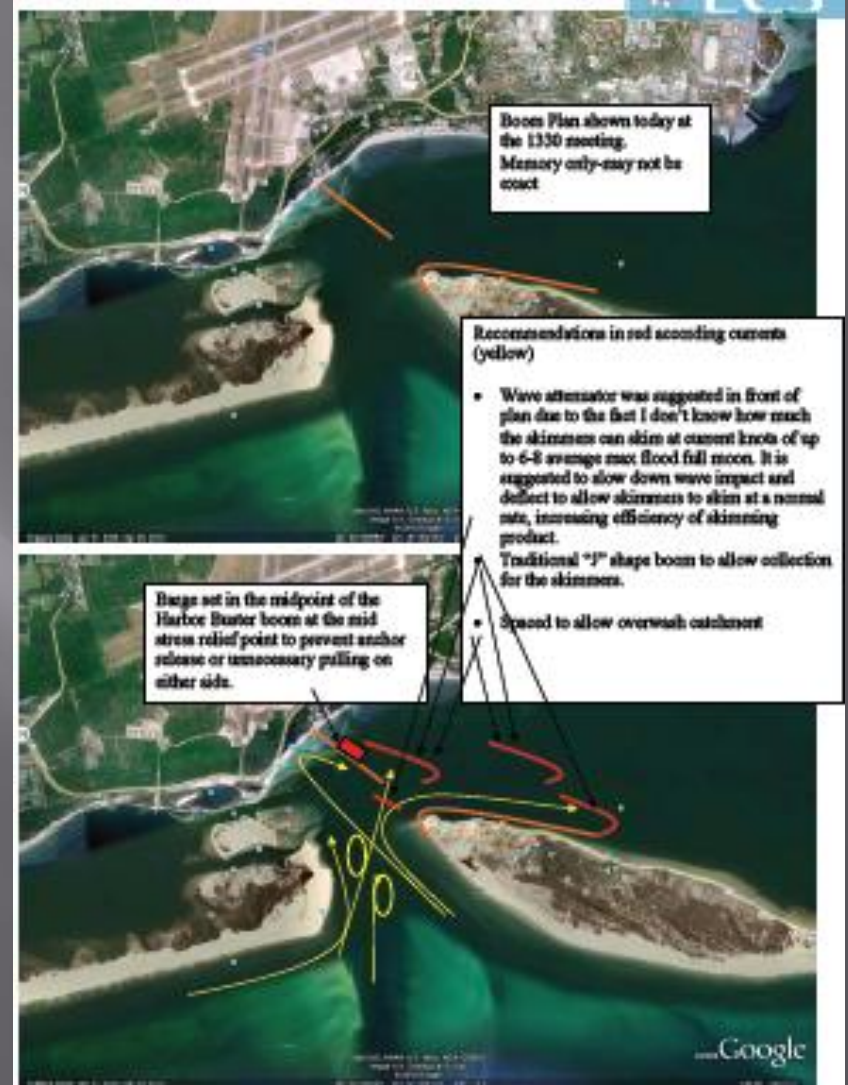 ECS
Boom Plan shown today at
the 1330 meeting.
Memory only-may not be
exact
Recommendations in red according currents
(yellow)
• Wave attenuator was suggested in front of
plan due to the fact I don't know how much
the skimmers can skim at current knots of up
to 6-8 average max flood full moon. It is
suggested to slow down wave impact and
deflect to allow skimmers to skim at a normal
rate, increasing efficiency of skimming
product.
• Traditional "J" shape boom to allow collection
for the skimmers.
• Spaced to allow overwash catchment
Barge set in the midpoint of the
Harbor Buster boom at the mid
stress relief point to prevent anchor
release or unnecessary pulling on
either side.
Google